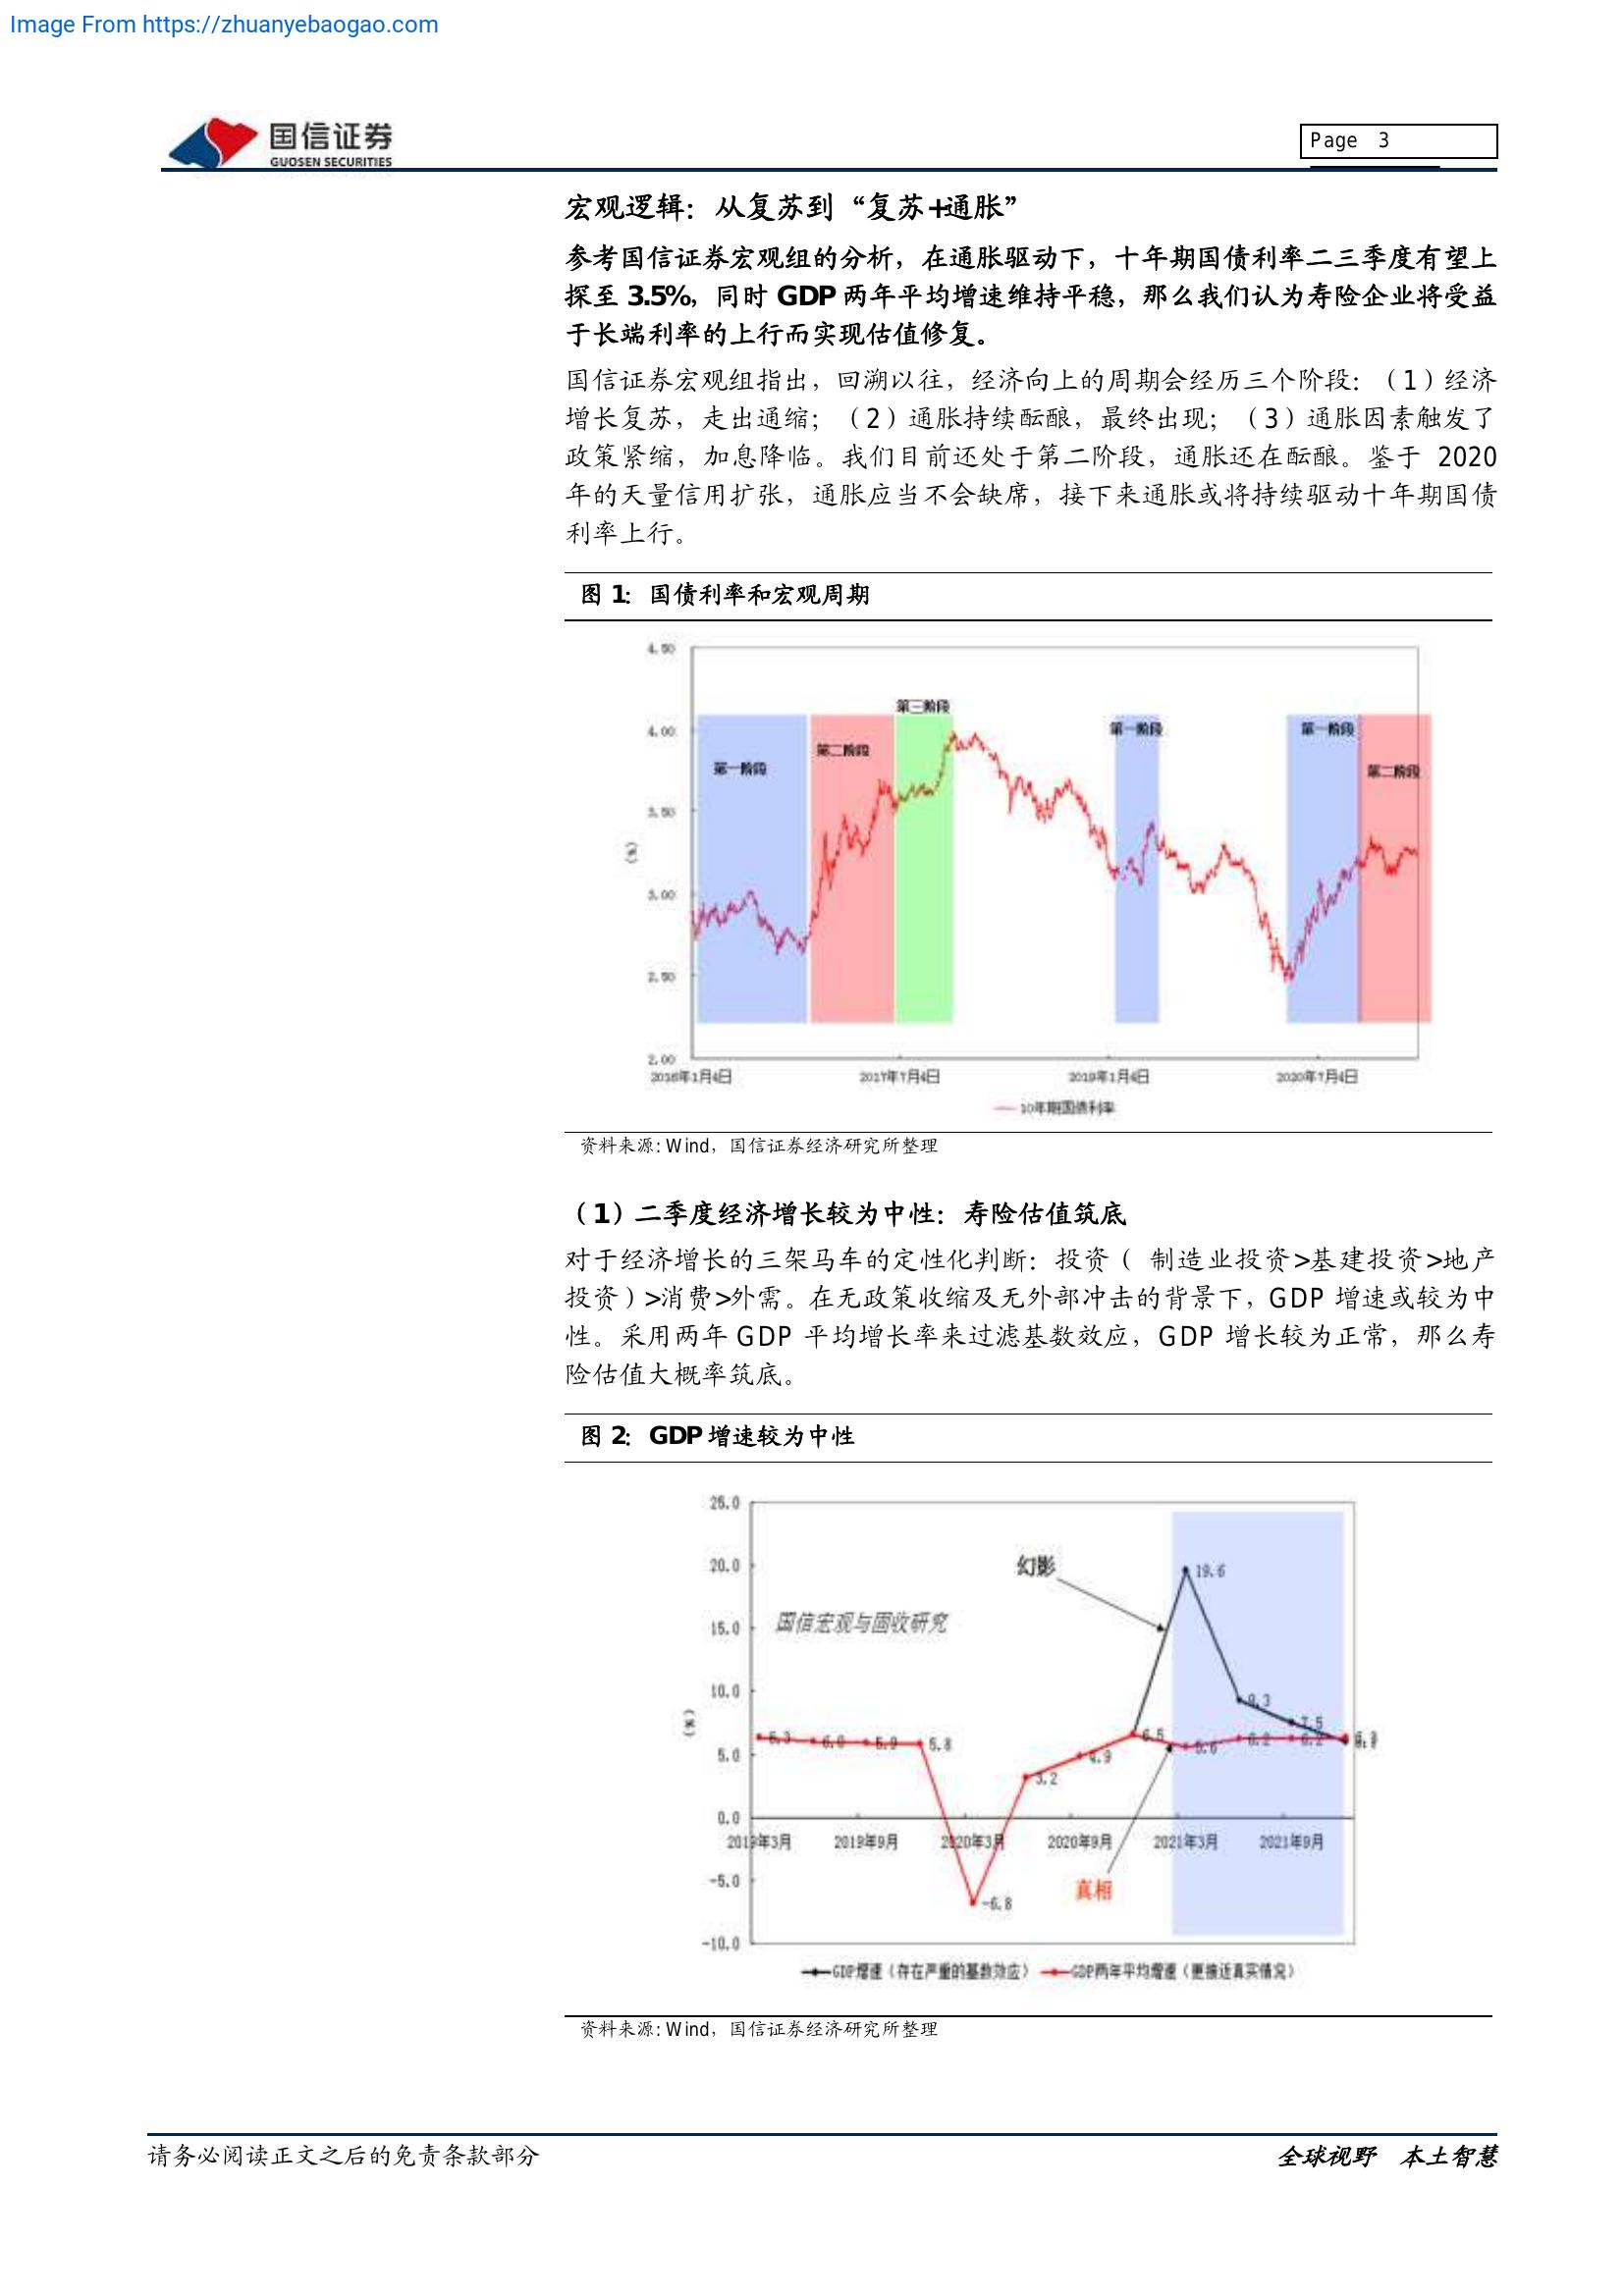 Image From https://zhuanyebaogao.com
国信证券
GUOSEN SECURITIES
Page 3
宏观逻辑：从复苏到“复苏+通胀”
参考国信证券宏观组的分析，在通胀驱动下，十年期国债利率二三季度有望上
探至 3.5%，同时 GDP 两年平均增速维持平稳，那么我们认为寿险企业将受益
于长端利率的上行而实现估值修复。
国信证券宏观组指出，回溯以往，经济向上的周期会经历三个阶段：（1）经济
增长复苏，走出通缩；（2）通胀持续酝酿，最终出现；（3）通胀因素触发了
政策紧缩，加息降临。我们目前还处于第二阶段，通胀还在酝酿。鉴于 2020
年的天量信用扩张，通胀应当不会缺席，接下来通胀或将持续驱动十年期国债
利率上行。
图 1：国债利率和宏观周期
4.50
第三阶段
4.00
第一阶段
第一阶段
第二阶段
第一阶段
第二阶段
3.50
(%)
3.00
2.50
2.00
2016年1月4日
2017年7月4日
2019年1月4日
2020年7月4日
10年期国债利率
资料来源: Wind，国信证券经济研究所整理
（1）二季度经济增长较为中性：寿险估值筑底
对于经济增长的三架马车的定性化判断：投资（ 制造业投资>基建投资>地产
投资）>消费>外需。在无政策收缩及无外部冲击的背景下，GDP 增速或较为中
性。采用两年 GDP 平均增长率来过滤基数效应，GDP 增长较为正常，那么寿
险估值大概率筑底。
图 2：GDP 增速较为中性
25.0
20.0
幻影
19.6
15.0
国信宏观与固收研究
10.0
9.3
(%)
7.5
6.3
6.0
5.9
5.8
6.5
5.6
6.2
6.2
5.0
4.9
3.2
0.0
2019年3月
2019年9月
2020年3月
2020年9月
2021年3月
2021年9月
-5.0
真相
-6.8
-10.0
GDP增速（存在严重的基数效应）
GDP两年平均增速（更接近真实情况）
资料来源: Wind，国信证券经济研究所整理
请务必阅读正文之后的免责条款部分
全球视野 本土智慧